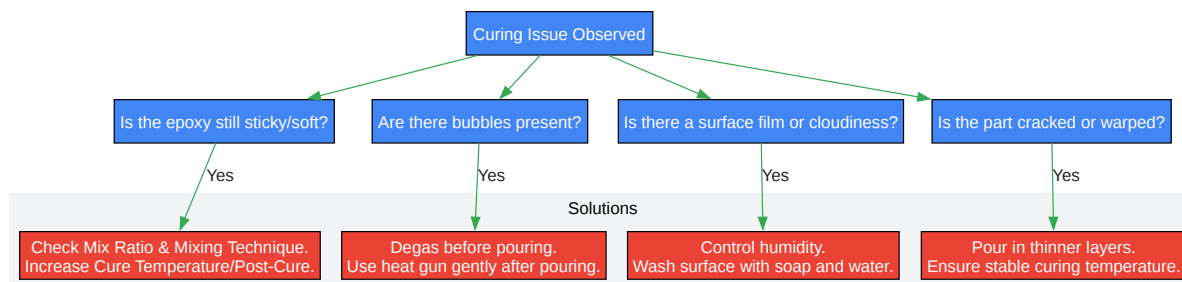 Curing Issue Observed
Is the epoxy still sticky/soft?
Are there bubbles present?
Is there a surface film or cloudiness?
Is the part cracked or warped?
Yes
Yes
Yes
Yes
Solutions
Check Mix Ratio & Mixing Technique.
Increase Cure Temperature/Post-Cure.
Degas before pouring.
Use heat gun gently after pouring.
Control humidity.
Wash surface with soap and water.
Pour in thinner layers.
Ensure stable curing temperature.